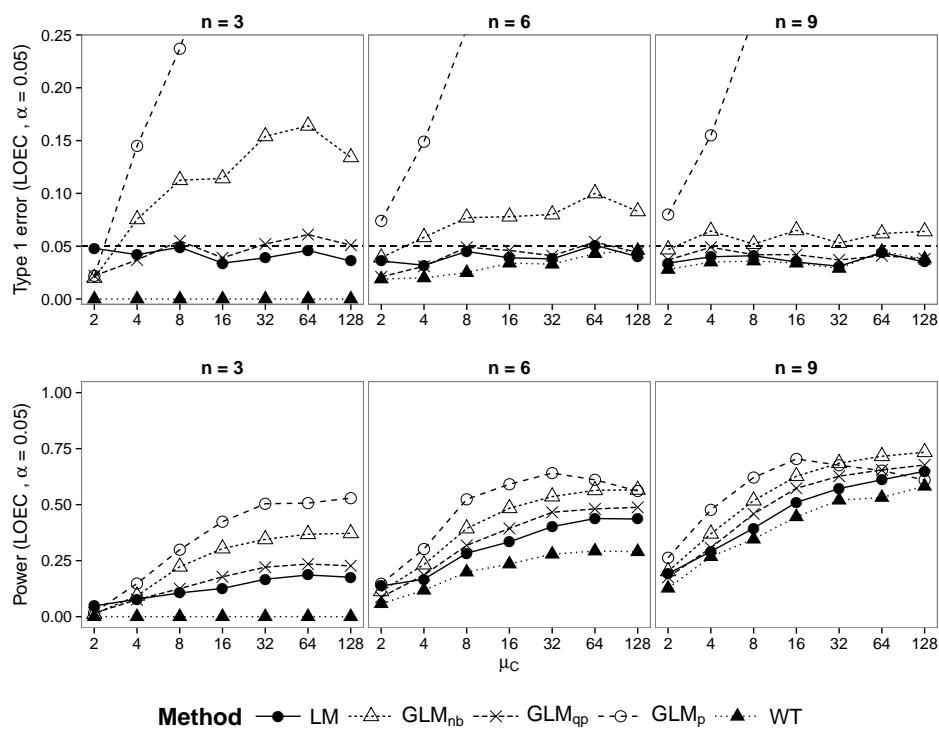 n = 3 n = 6 n = 9
Type 1 error (LOEC , α = 0.05)
0.25
0.20
0.15
0.10
0.05
0.00
2 4 8 16 32 64 128 2 4 8 16 32 64 128 2 4 8 16 32 64 128
n = 3 n = 6 n = 9
Power (LOEC , α = 0.05)
1.00
0.75
0.50
0.25
0.00
2 4 8 16 32 64 128 2 4 8 16 32 64 128 2 4 8 16 32 64 128
μC
Method LM GLMnb GLMqp GLMp WT